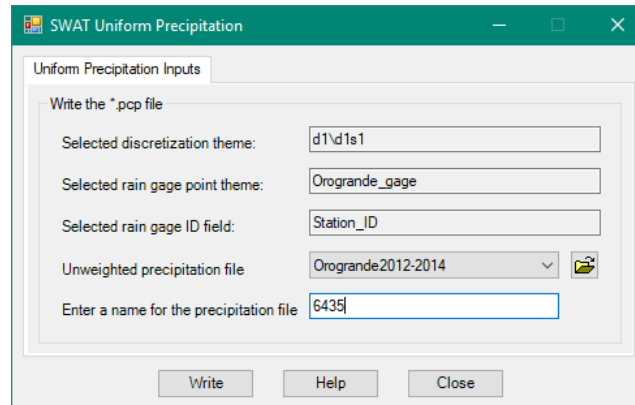 SWAT Uniform Precipitation
Uniform Precipitation Inputs
Write the *.pcp file
Selected discretization theme: d1\d1s1
Selected rain gage point theme: Orogrande_gage
Selected rain gage ID field: Station_ID
Unweighted precipitation file Orogrande2012-2014
Enter a name for the precipitation file 6435
Write Help Close